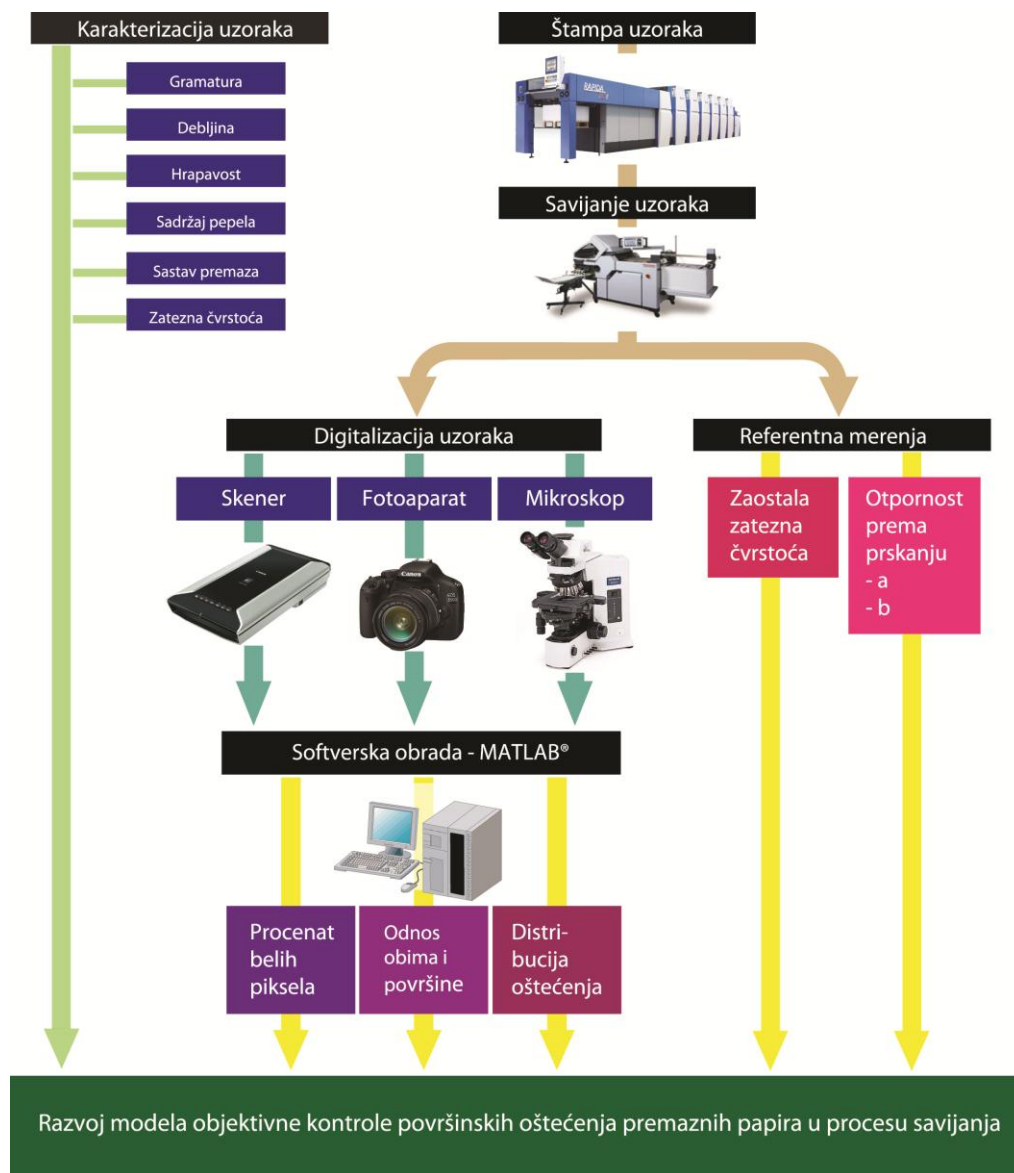 Karakterizacija uzoraka
Gramatura
Debljina
Hrapavost
Sadržaj pepela
Sastav premaza
Zatezna čvrstoća
Štampa uzoraka
RAPIDA
Savijanje uzoraka
Digitalizacija uzoraka
Skener
Fotoaparat
Mikroskop
Canon
Referentna merenja
Zaostala
zatezna
čvrstoća
Otpornost
prema
prskanju
- a
- b
Softverska obrada - MATLAB®
Procenat
belih
piksela
Odnos
obima i
površine
Distri-
bucija
oštećenja
Razvoj modela objektivne kontrole površinskih oštećenja premaznih papira u procesu savijanja